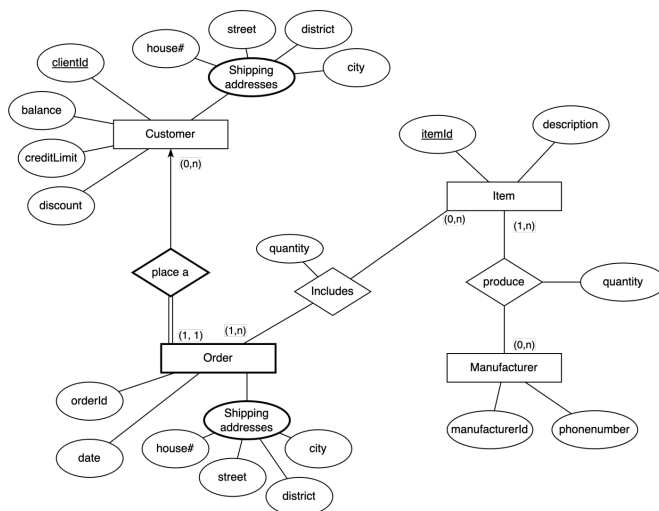 street
district
house#
Shipping
addresses
city
clientId
balance
Customer
creditLimit
(0,n)
discount
itemId
description
Item
(0,n)
(1,n)
quantity
place a
Includes
produce
quantity
(1, 1)
(1,n)
Order
(0,n)
Manufacturer
orderId
Shipping
addresses
date
house#
city
street
district
manufacturerId
phonenumber